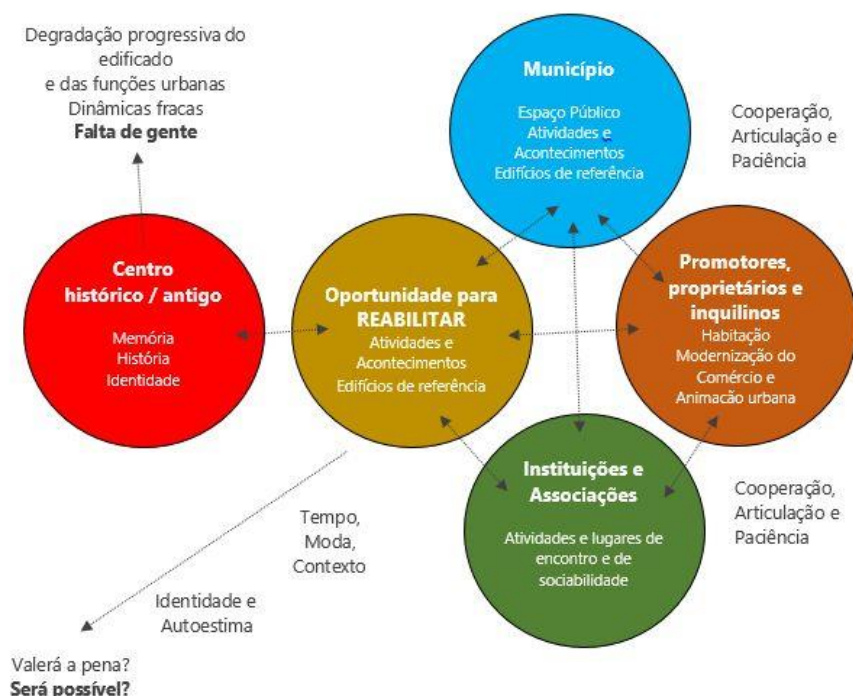 Degradação progressiva do
edificado
e das funções urbanas
Dinâmicas fracas
Falta de gente
Município
Espaço Público
Atividades e
Acontecimentos
Edifícios de referência
Cooperação,
Articulação e
Paciência
Centro
histórico / antigo
Memória
História
Identidade
Oportunidade para
REABILITAR
Atividades e
Acontecimentos
Edifícios de referência
Promotores,
proprietários e
inquilinos
Habitação
Modernização do
Comércio e
Animacão urbana
Instituições e
Associações
Atividades e lugares de
encontro e de
sociabilidade
Cooperação,
Articulação e
Paciência
Tempo,
Moda,
Contexto
Identidade e
Autoestima
Valerá a pena?
Será possível?